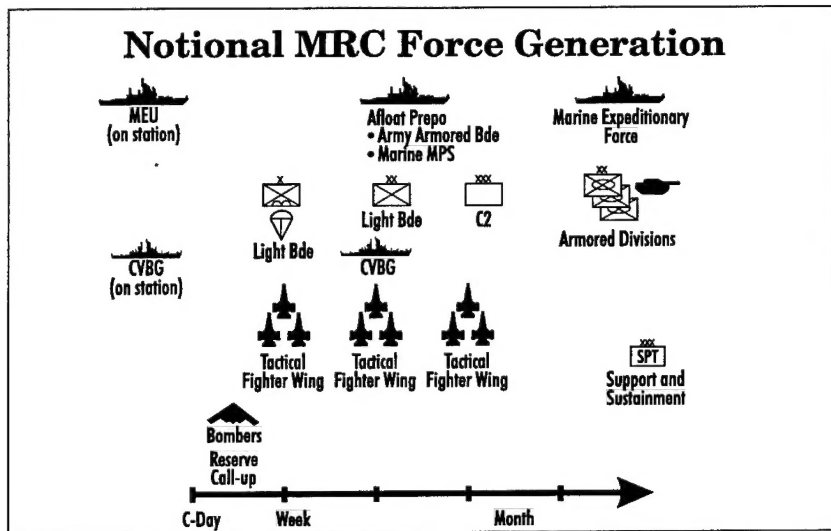 Notional MRC Force Generation
MEU
(on station)
Afloat Prepo
• Army Armored Bde
• Marine MPS
Marine Expeditionary
Force
X
Light Bde
XX
Light Bde
XXX
C2
XX
Armored Divisions
CVBG
(on station)
CVBG
Tactical
Fighter Wing
Tactical
Fighter Wing
Tactical
Fighter Wing
XXX
SPT
Support and
Sustainment
Bombers
Reserve
Call-up
C-Day
Week
Month